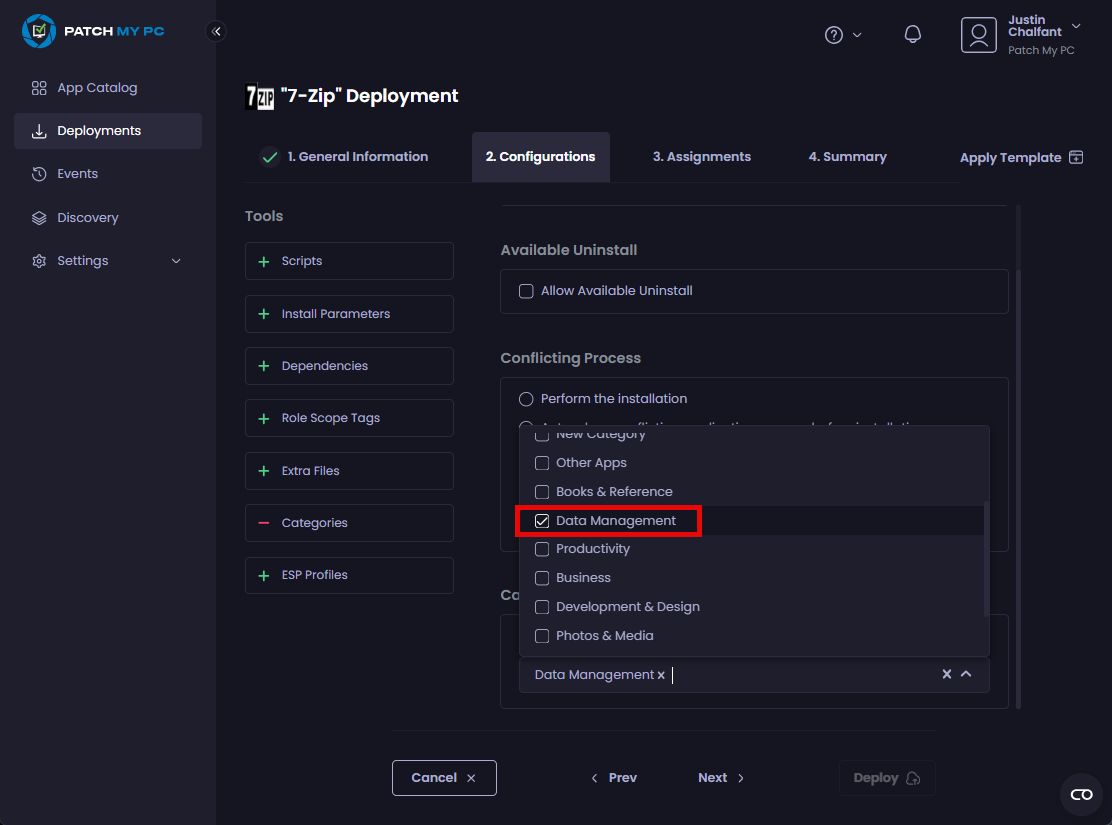 PATCH MY PC
Justin
Chalfant
Patch My PC
App Catalog
Deployments
Events
Discovery
Settings
7ZIP "7-Zip" Deployment
1. General Information
2. Configurations
3. Assignments
4. Summary
Apply Template
Tools
Scripts
Install Parameters
Dependencies
Role Scope Tags
Extra Files
Categories
ESP Profiles
Available Uninstall
Allow Available Uninstall
Conflicting Process
Perform the installation
New Category
Other Apps
Books & Reference
Data Management
Productivity
Business
Development & Design
Photos & Media
Ca
Data Management x
Cancel
Prev
Next
Deploy